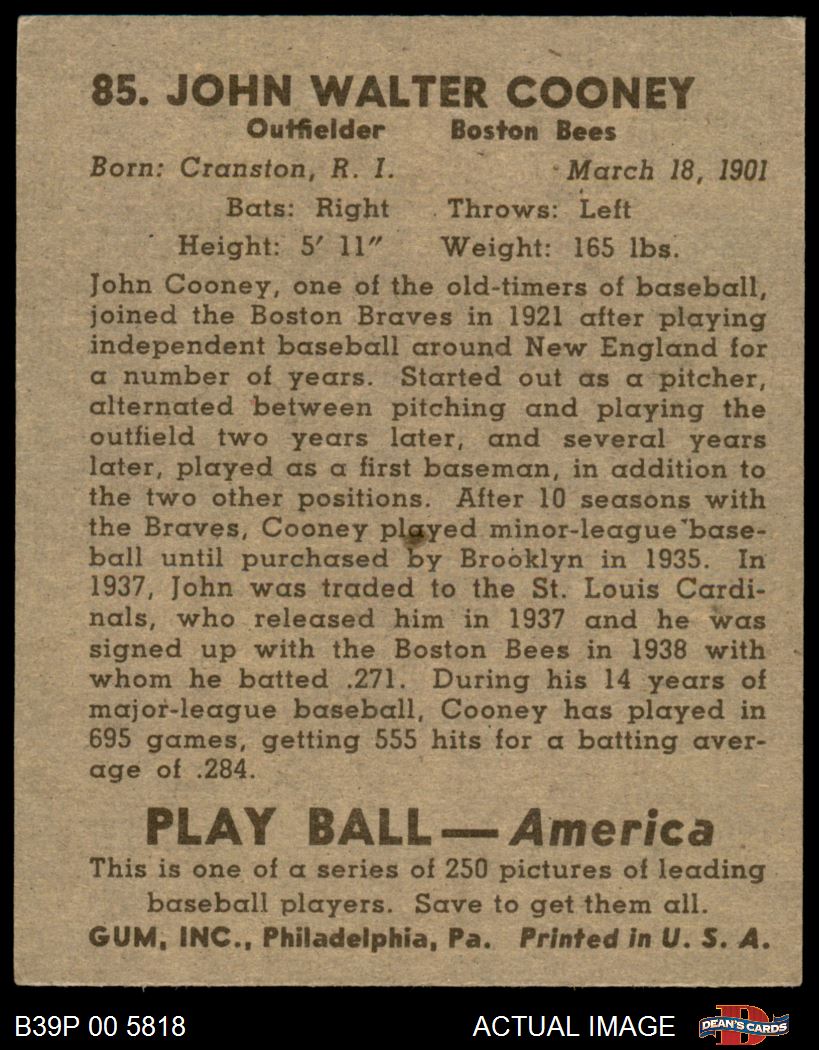 85. JOHN WALTER COONEY
Outfielder Boston Bees
Born: Cranston, R. I. March 18, 1901
Bats: Right Throws: Left
Height: 5′ 11″ Weight: 165 lbs.
John Cooney, one of the old-timers of baseball,
joined the Boston Braves in 1921 after playing
independent baseball around New England for
a number of years. Started out as a pitcher,
alternated between pitching and playing the
outfield two years later, and several years
later, played as a first baseman, in addition to
the two other positions. After 10 seasons with
the Braves, Cooney played minor-league base-
ball until purchased by Brooklyn in 1935. In
1937, John was traded to the St. Louis Cardi-
nals, who released him in 1937 and he was
signed up with the Boston Bees in 1938 with
whom he batted .271. During his 14 years of
major-league baseball, Cooney has played in
695 games, getting 555 hits for a batting aver-
age of .284.
PLAY BALL—America
This is one of a series of 250 pictures of leading
baseball players. Save to get them all.
GUM, INC., Philadelphia, Pa. Printed in U. S. A.
B39P 00 5818 ACTUAL IMAGE D DEAN'S CARDS